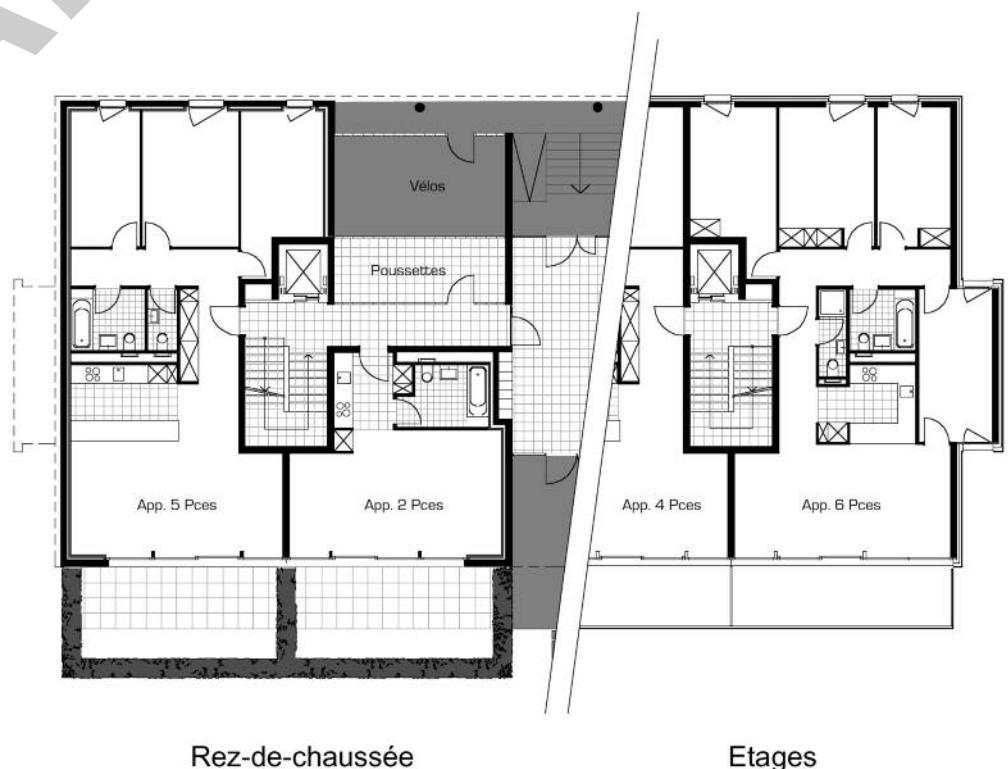 Vélos
Poussettes
App. 5 Pces
App. 2 Pces
App. 4 Pces
App. 6 Pces
Rez-de-chaussée
Etages